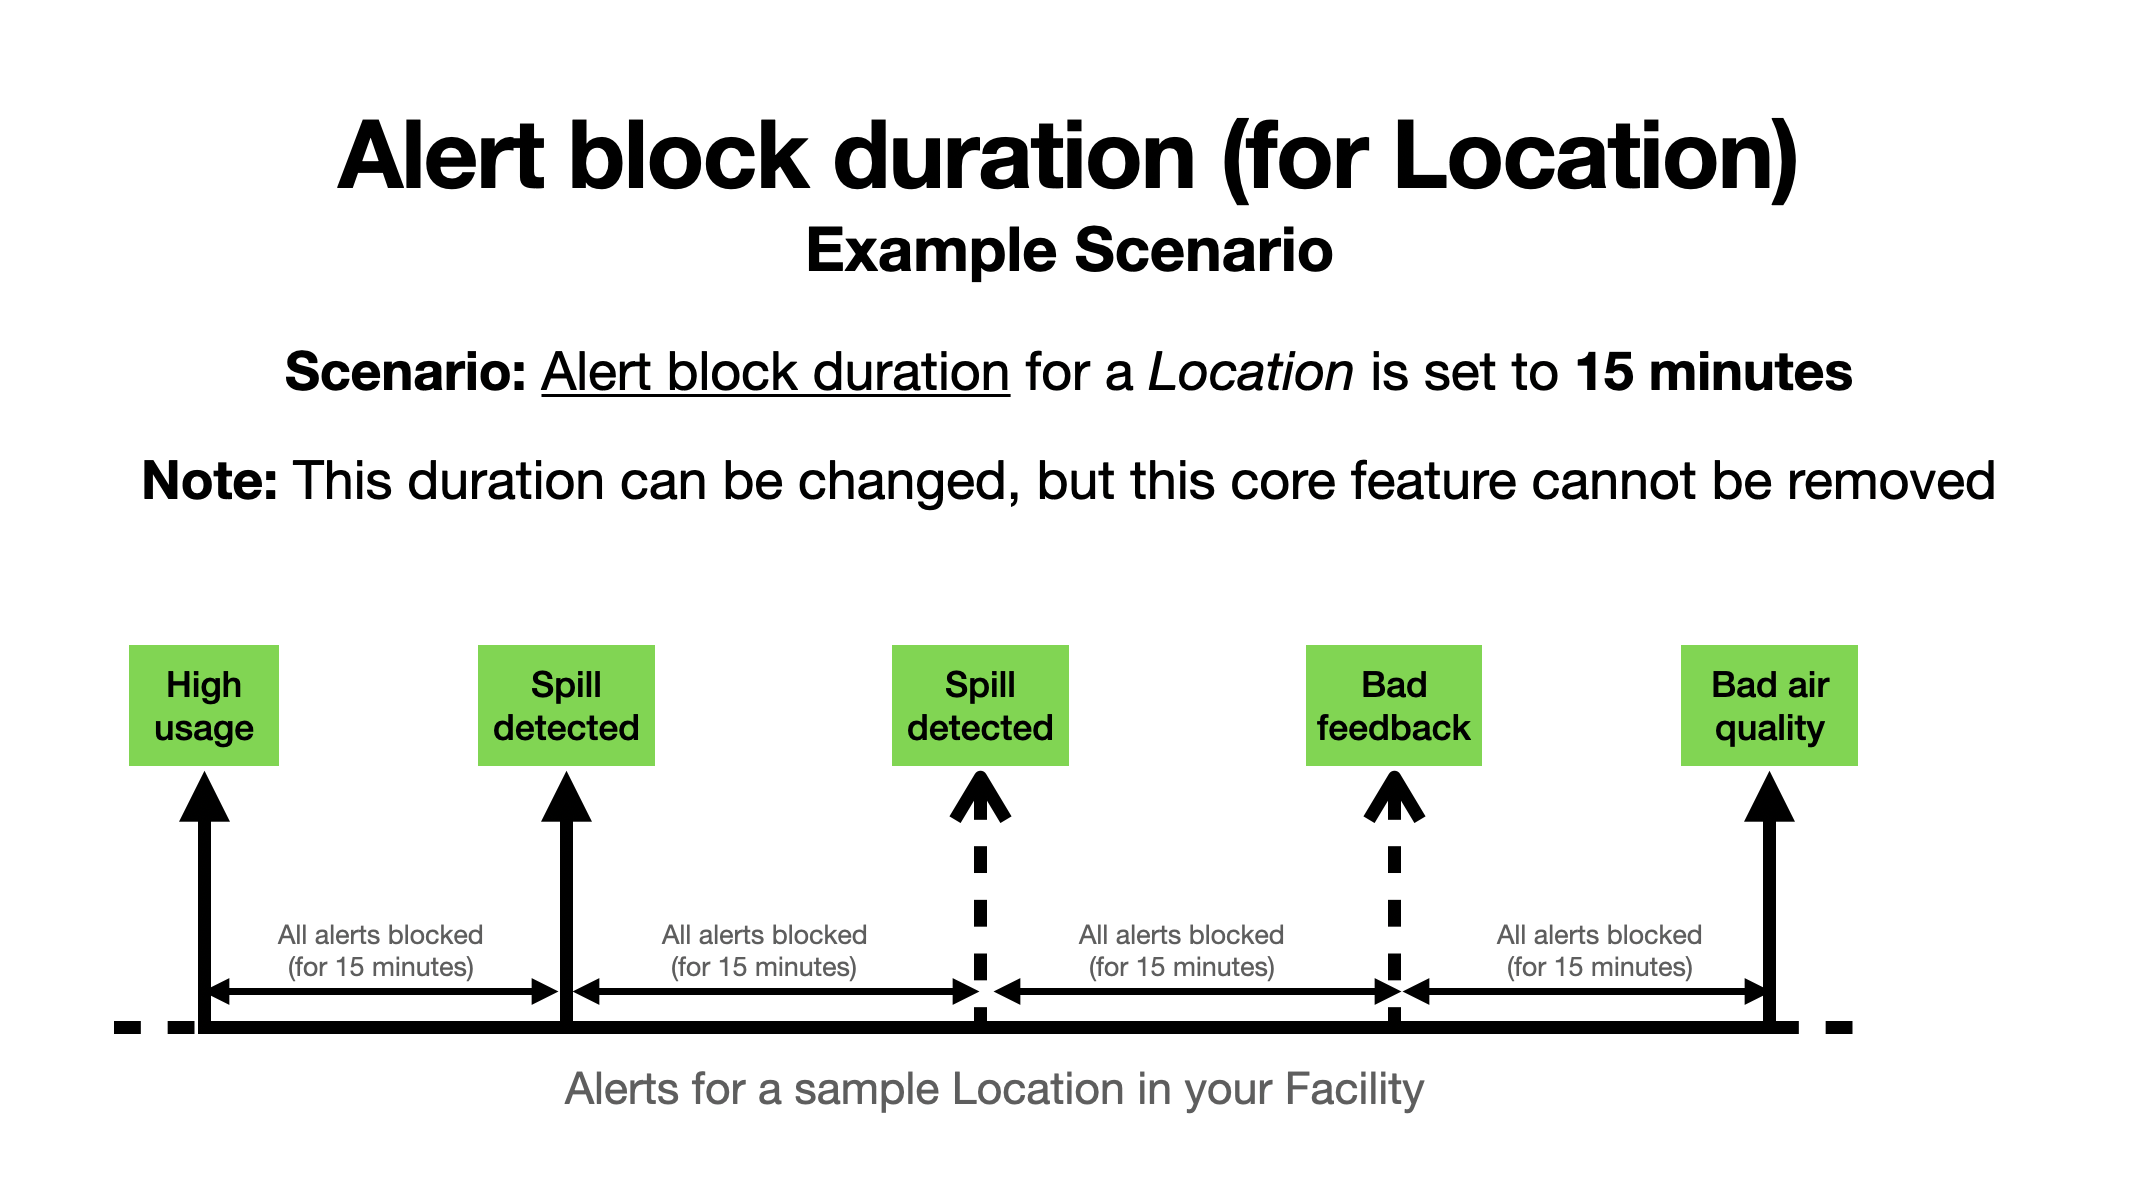 Alert block duration (for Location)
Example Scenario
Scenario: Alert block duration for a Location is set to 15 minutes
Note: This duration can be changed, but this core feature cannot be removed
High
usage
Spill
detected
Spill
detected
Bad
feedback
Bad air
quality
All alerts blocked
(for 15 minutes)
All alerts blocked
(for 15 minutes)
All alerts blocked
(for 15 minutes)
All alerts blocked
(for 15 minutes)
Alerts for a sample Location in your Facility